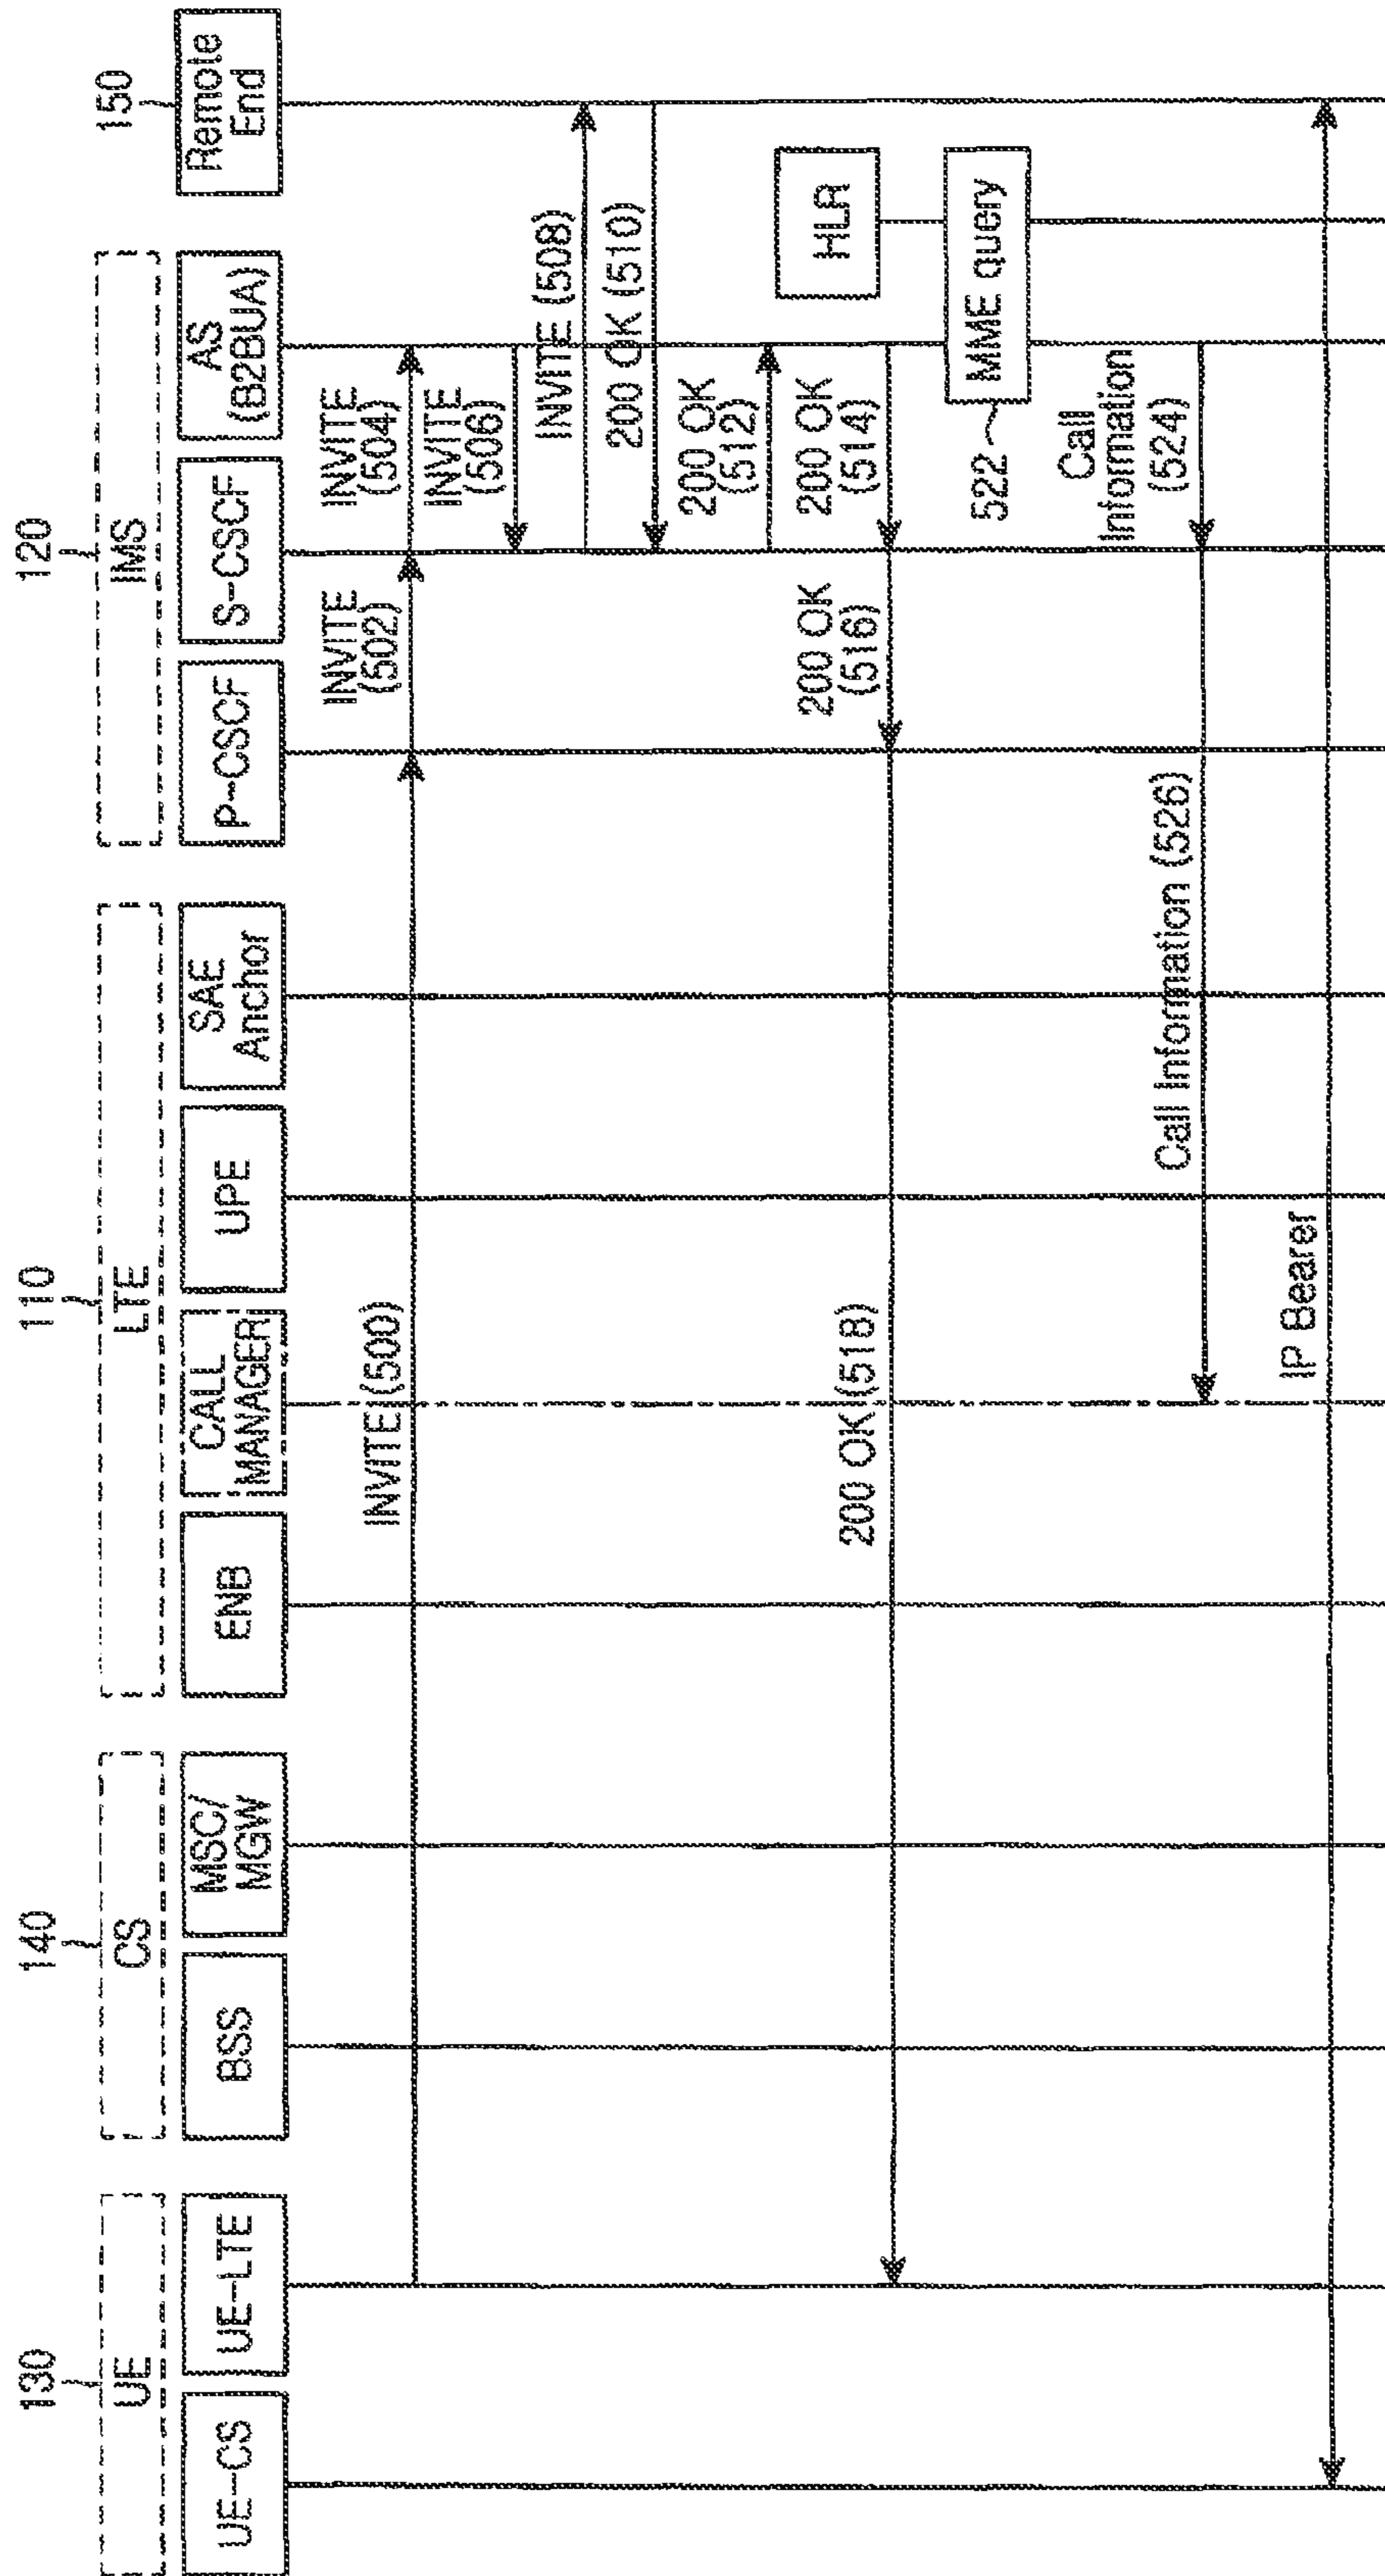 130
UE
140
CS
110
LTE
120
IMS
150
UE-CS
UE-LTE
BSS
MSC/
MGW
ENB
CALL
MANAGER
UPE
SAE
Anchor
P-CSCF
S-CSCF
AS
(B2BUA)
Remote
End
INVITE (500)
INVITE
(502)
INVITE
(504)
INVITE
(506)
INVITE (508)
200 OK (510)
200 OK
(512)
HLR
200 OK (518)
200 OK
(516)
200 OK
(514)
522
MME query
Call
Information
(524)
Call Information (526)
IP Bearer